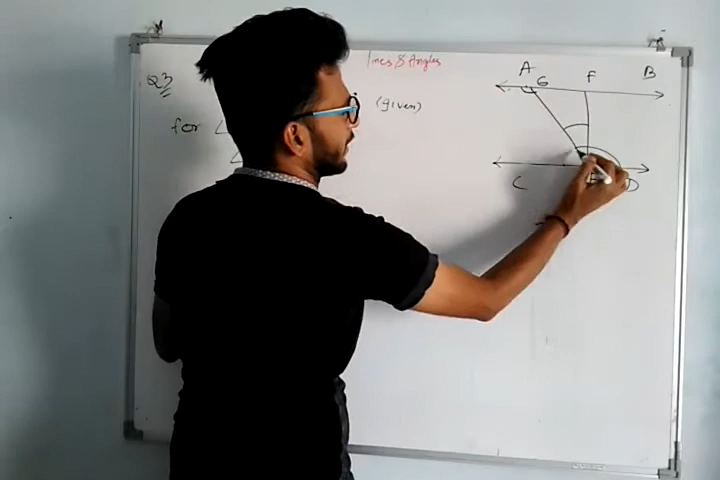 lines & Angles
Q3
(given)
for ∠
∠
A G F B
C E D